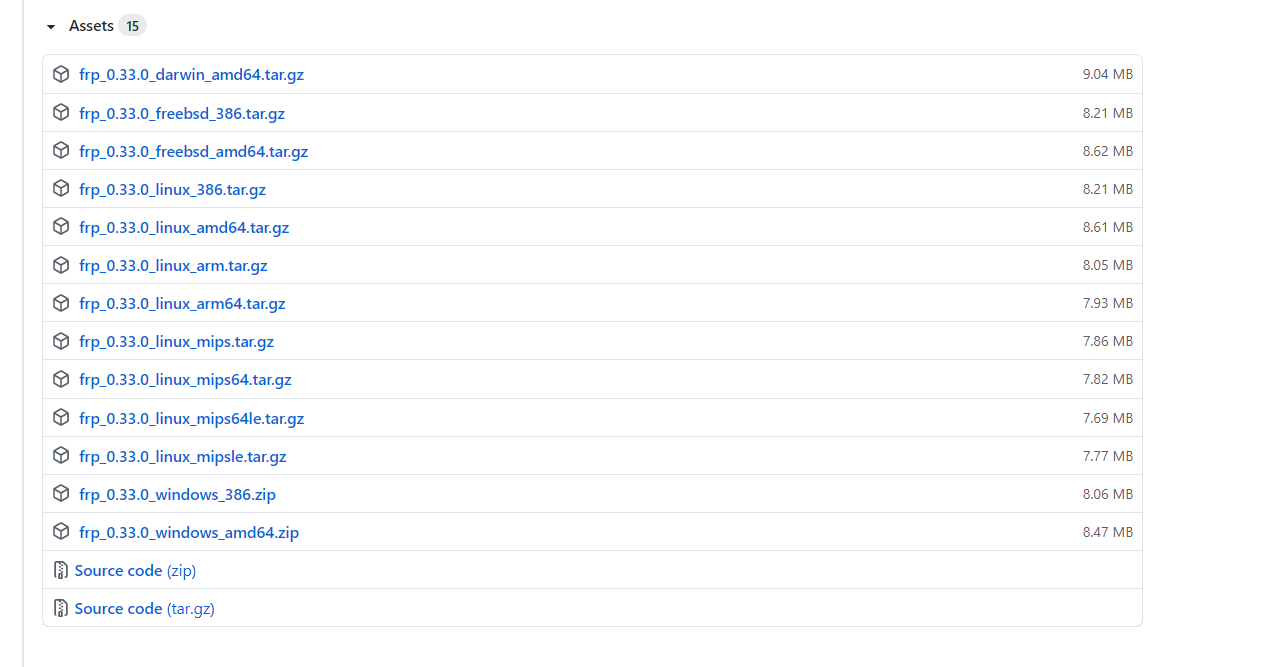 Assets 15
frp_0.33.0_darwin_amd64.tar.gz 9.04 MB
frp_0.33.0_freebsd_386.tar.gz 8.21 MB
frp_0.33.0_freebsd_amd64.tar.gz 8.62 MB
frp_0.33.0_linux_386.tar.gz 8.21 MB
frp_0.33.0_linux_amd64.tar.gz 8.61 MB
frp_0.33.0_linux_arm.tar.gz 8.05 MB
frp_0.33.0_linux_arm64.tar.gz 7.93 MB
frp_0.33.0_linux_mips.tar.gz 7.86 MB
frp_0.33.0_linux_mips64.tar.gz 7.82 MB
frp_0.33.0_linux_mips64le.tar.gz 7.69 MB
frp_0.33.0_linux_mipsle.tar.gz 7.77 MB
frp_0.33.0_windows_386.zip 8.06 MB
frp_0.33.0_windows_amd64.zip 8.47 MB
Source code (zip)
Source code (tar.gz)